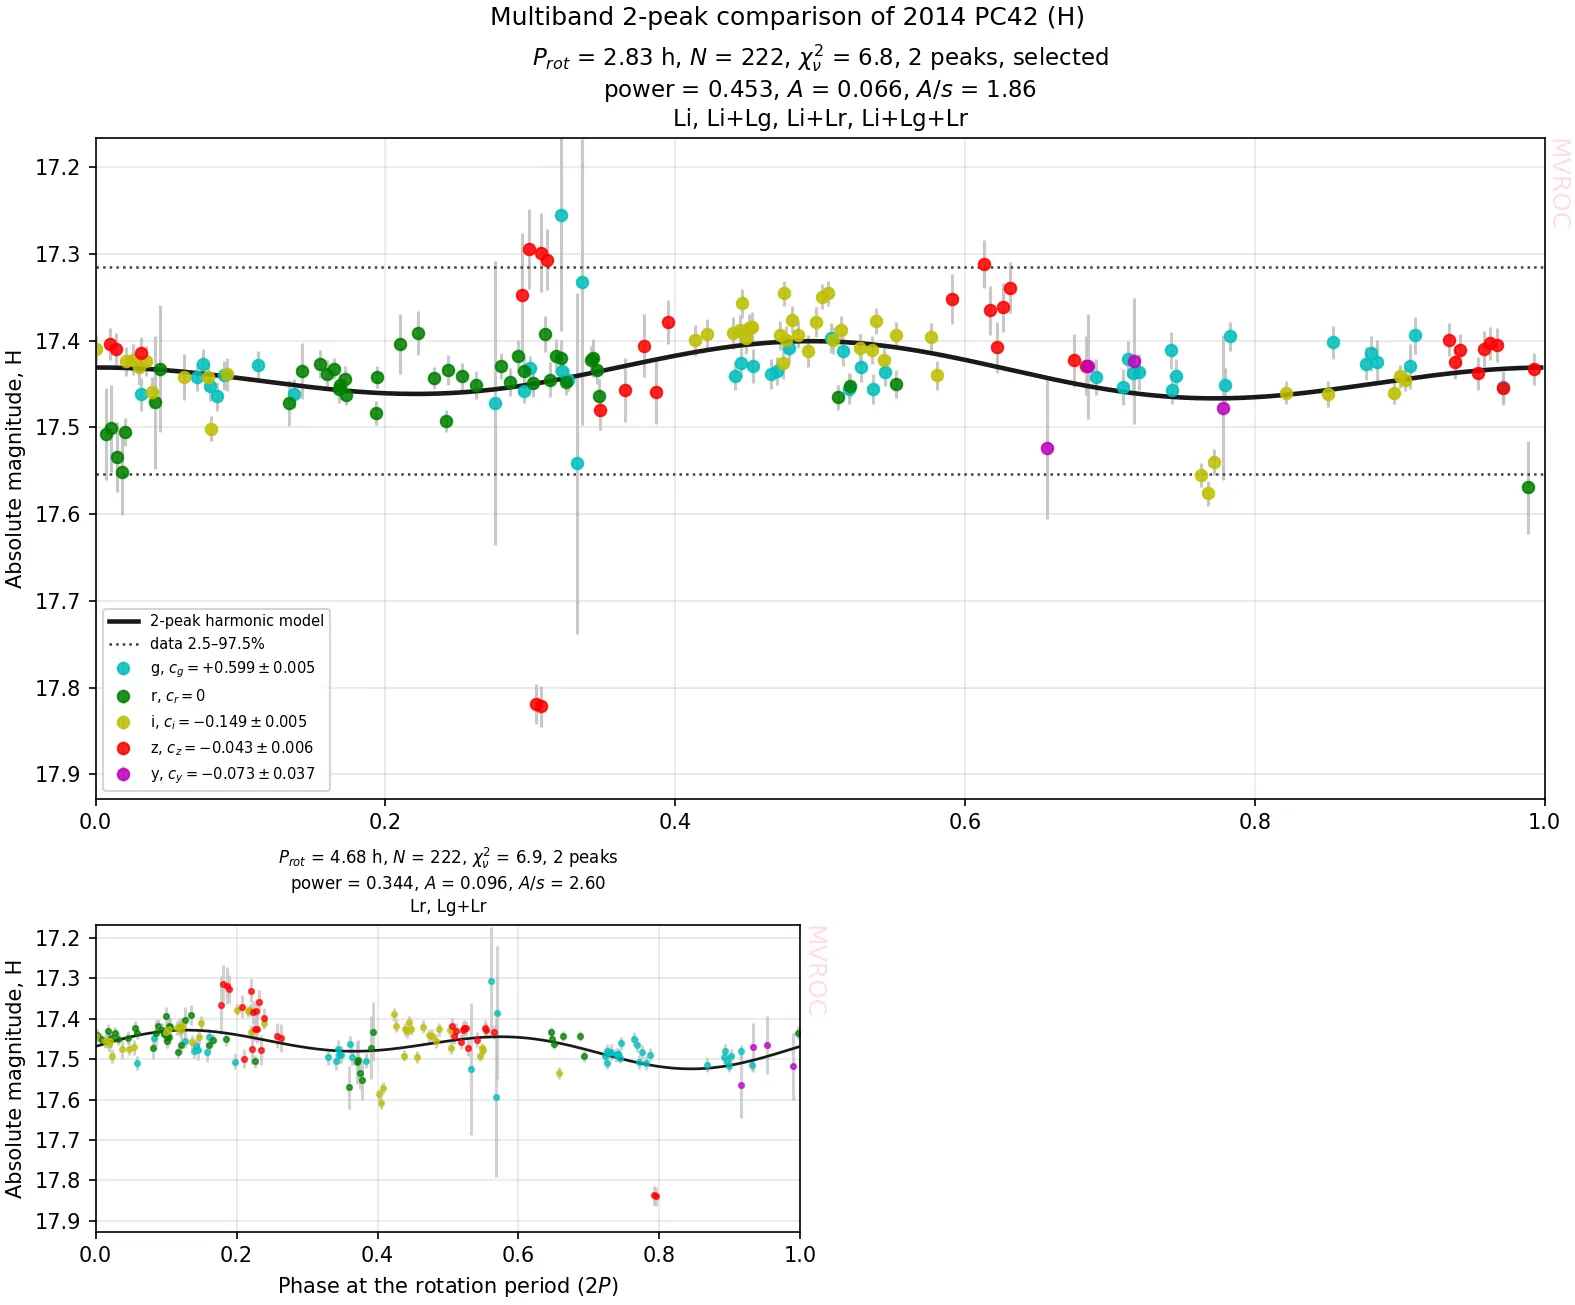 Multiband 2-peak comparison of 2014 PC42 (H)
P_rot = 2.83 h, N = 222, χ²_ν = 6.8, 2 peaks, selected
power = 0.453, A = 0.066, A/s = 1.86
Li, Li+Lg, Li+Lr, Li+Lg+Lr
MVROC
Absolute magnitude, H
17.2
17.3
17.4
17.5
17.6
17.7
17.8
17.9
2-peak harmonic model
data 2.5–97.5%
g, c_g = +0.599 ± 0.005
r, c_r = 0
i, c_i = −0.149 ± 0.005
z, c_z = −0.043 ± 0.006
y, c_y = −0.073 ± 0.037
0.0 0.2 0.4 0.6 0.8 1.0
P_rot = 4.68 h, N = 222, χ²_ν = 6.9, 2 peaks
power = 0.344, A = 0.096, A/s = 2.60
Lr, Lg+Lr
MVROC
Absolute magnitude, H
17.2
17.3
17.4
17.5
17.6
17.7
17.8
17.9
0.0 0.2 0.4 0.6 0.8 1.0
Phase at the rotation period (2P)